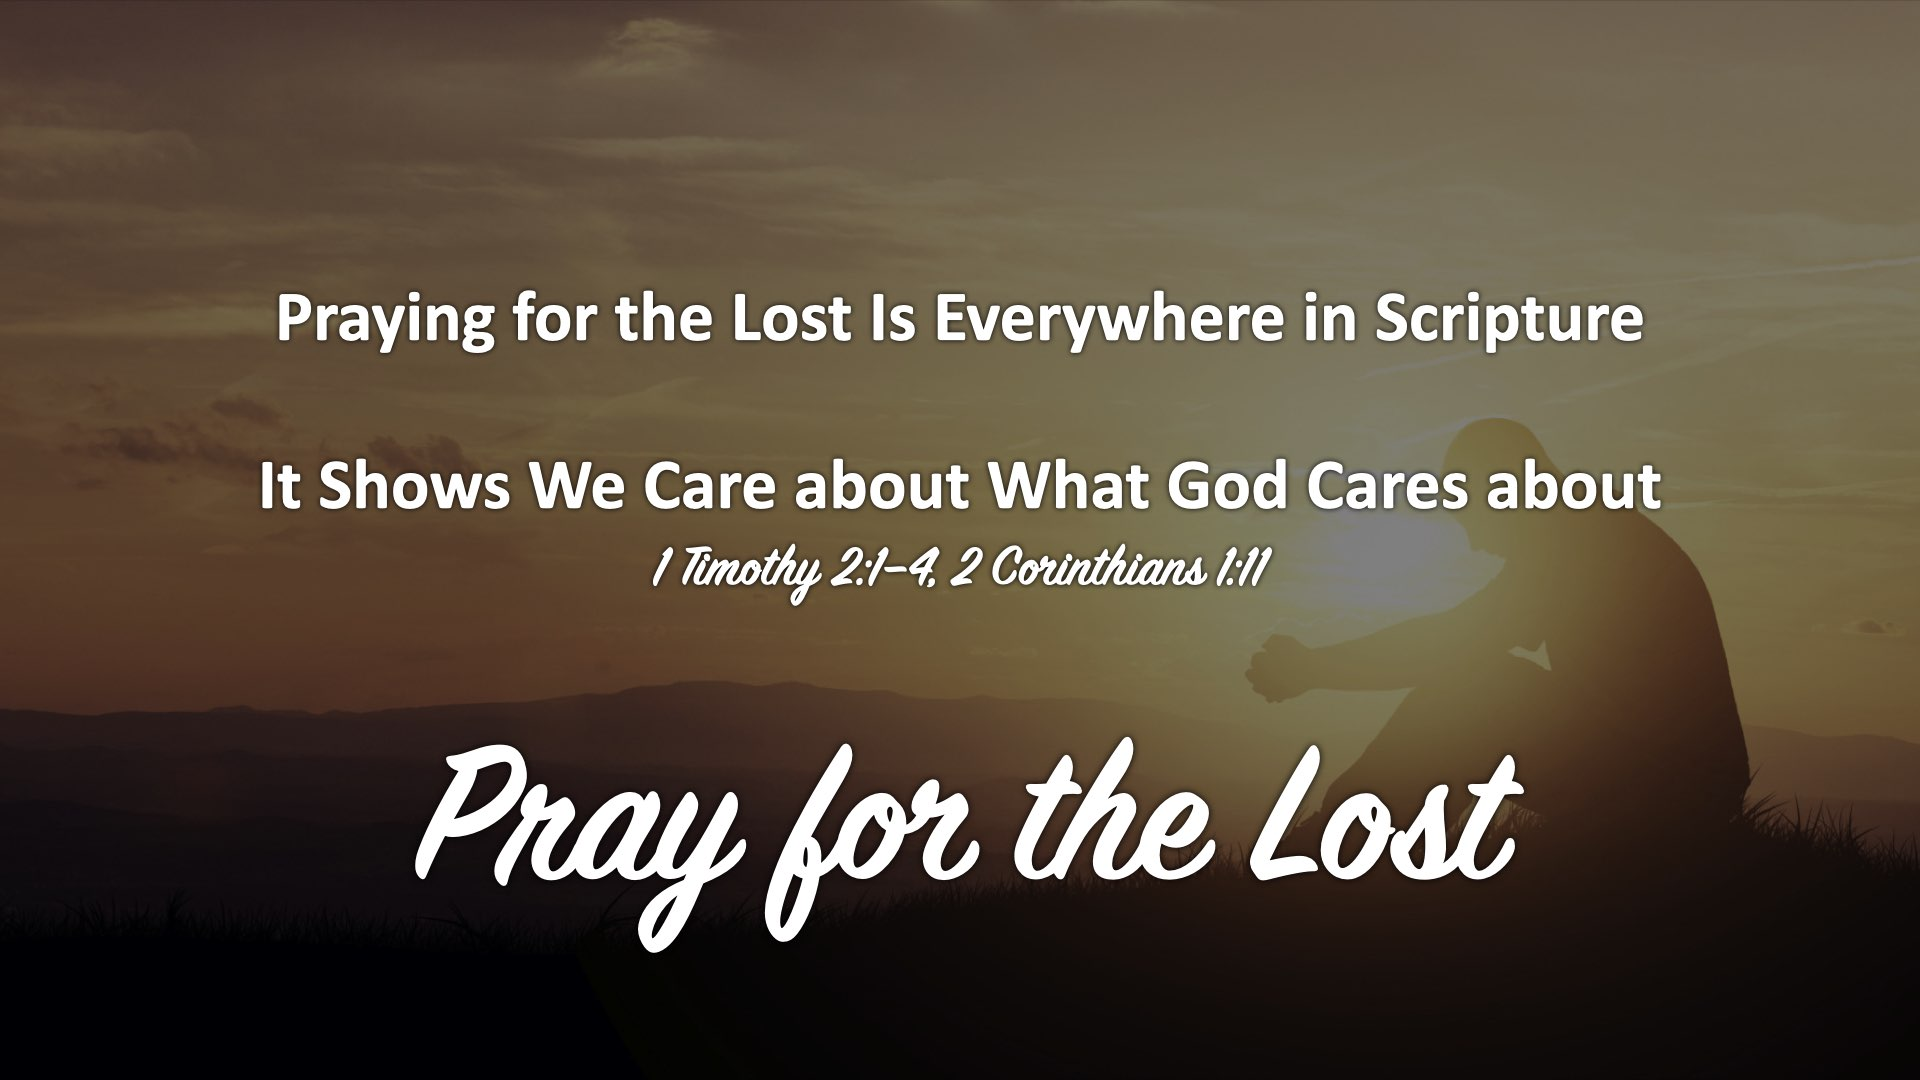 Praying for the Lost Is Everywhere in Scripture
It Shows We Care about What God Cares about
1 Timothy 2:1–4, 2 Corinthians 1:11
Pray for the Lost